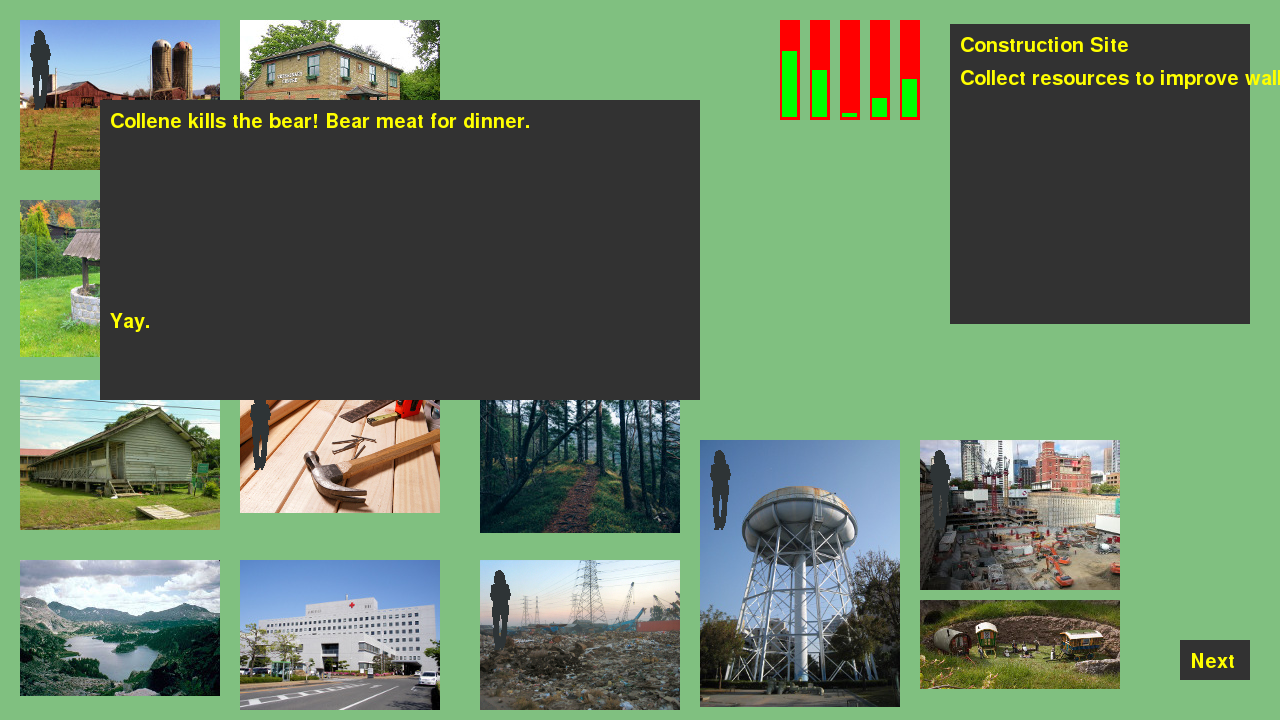 Collene kills the bear! Bear meat for dinner.
Yay.
Construction Site
Collect resources to improve wall
Next